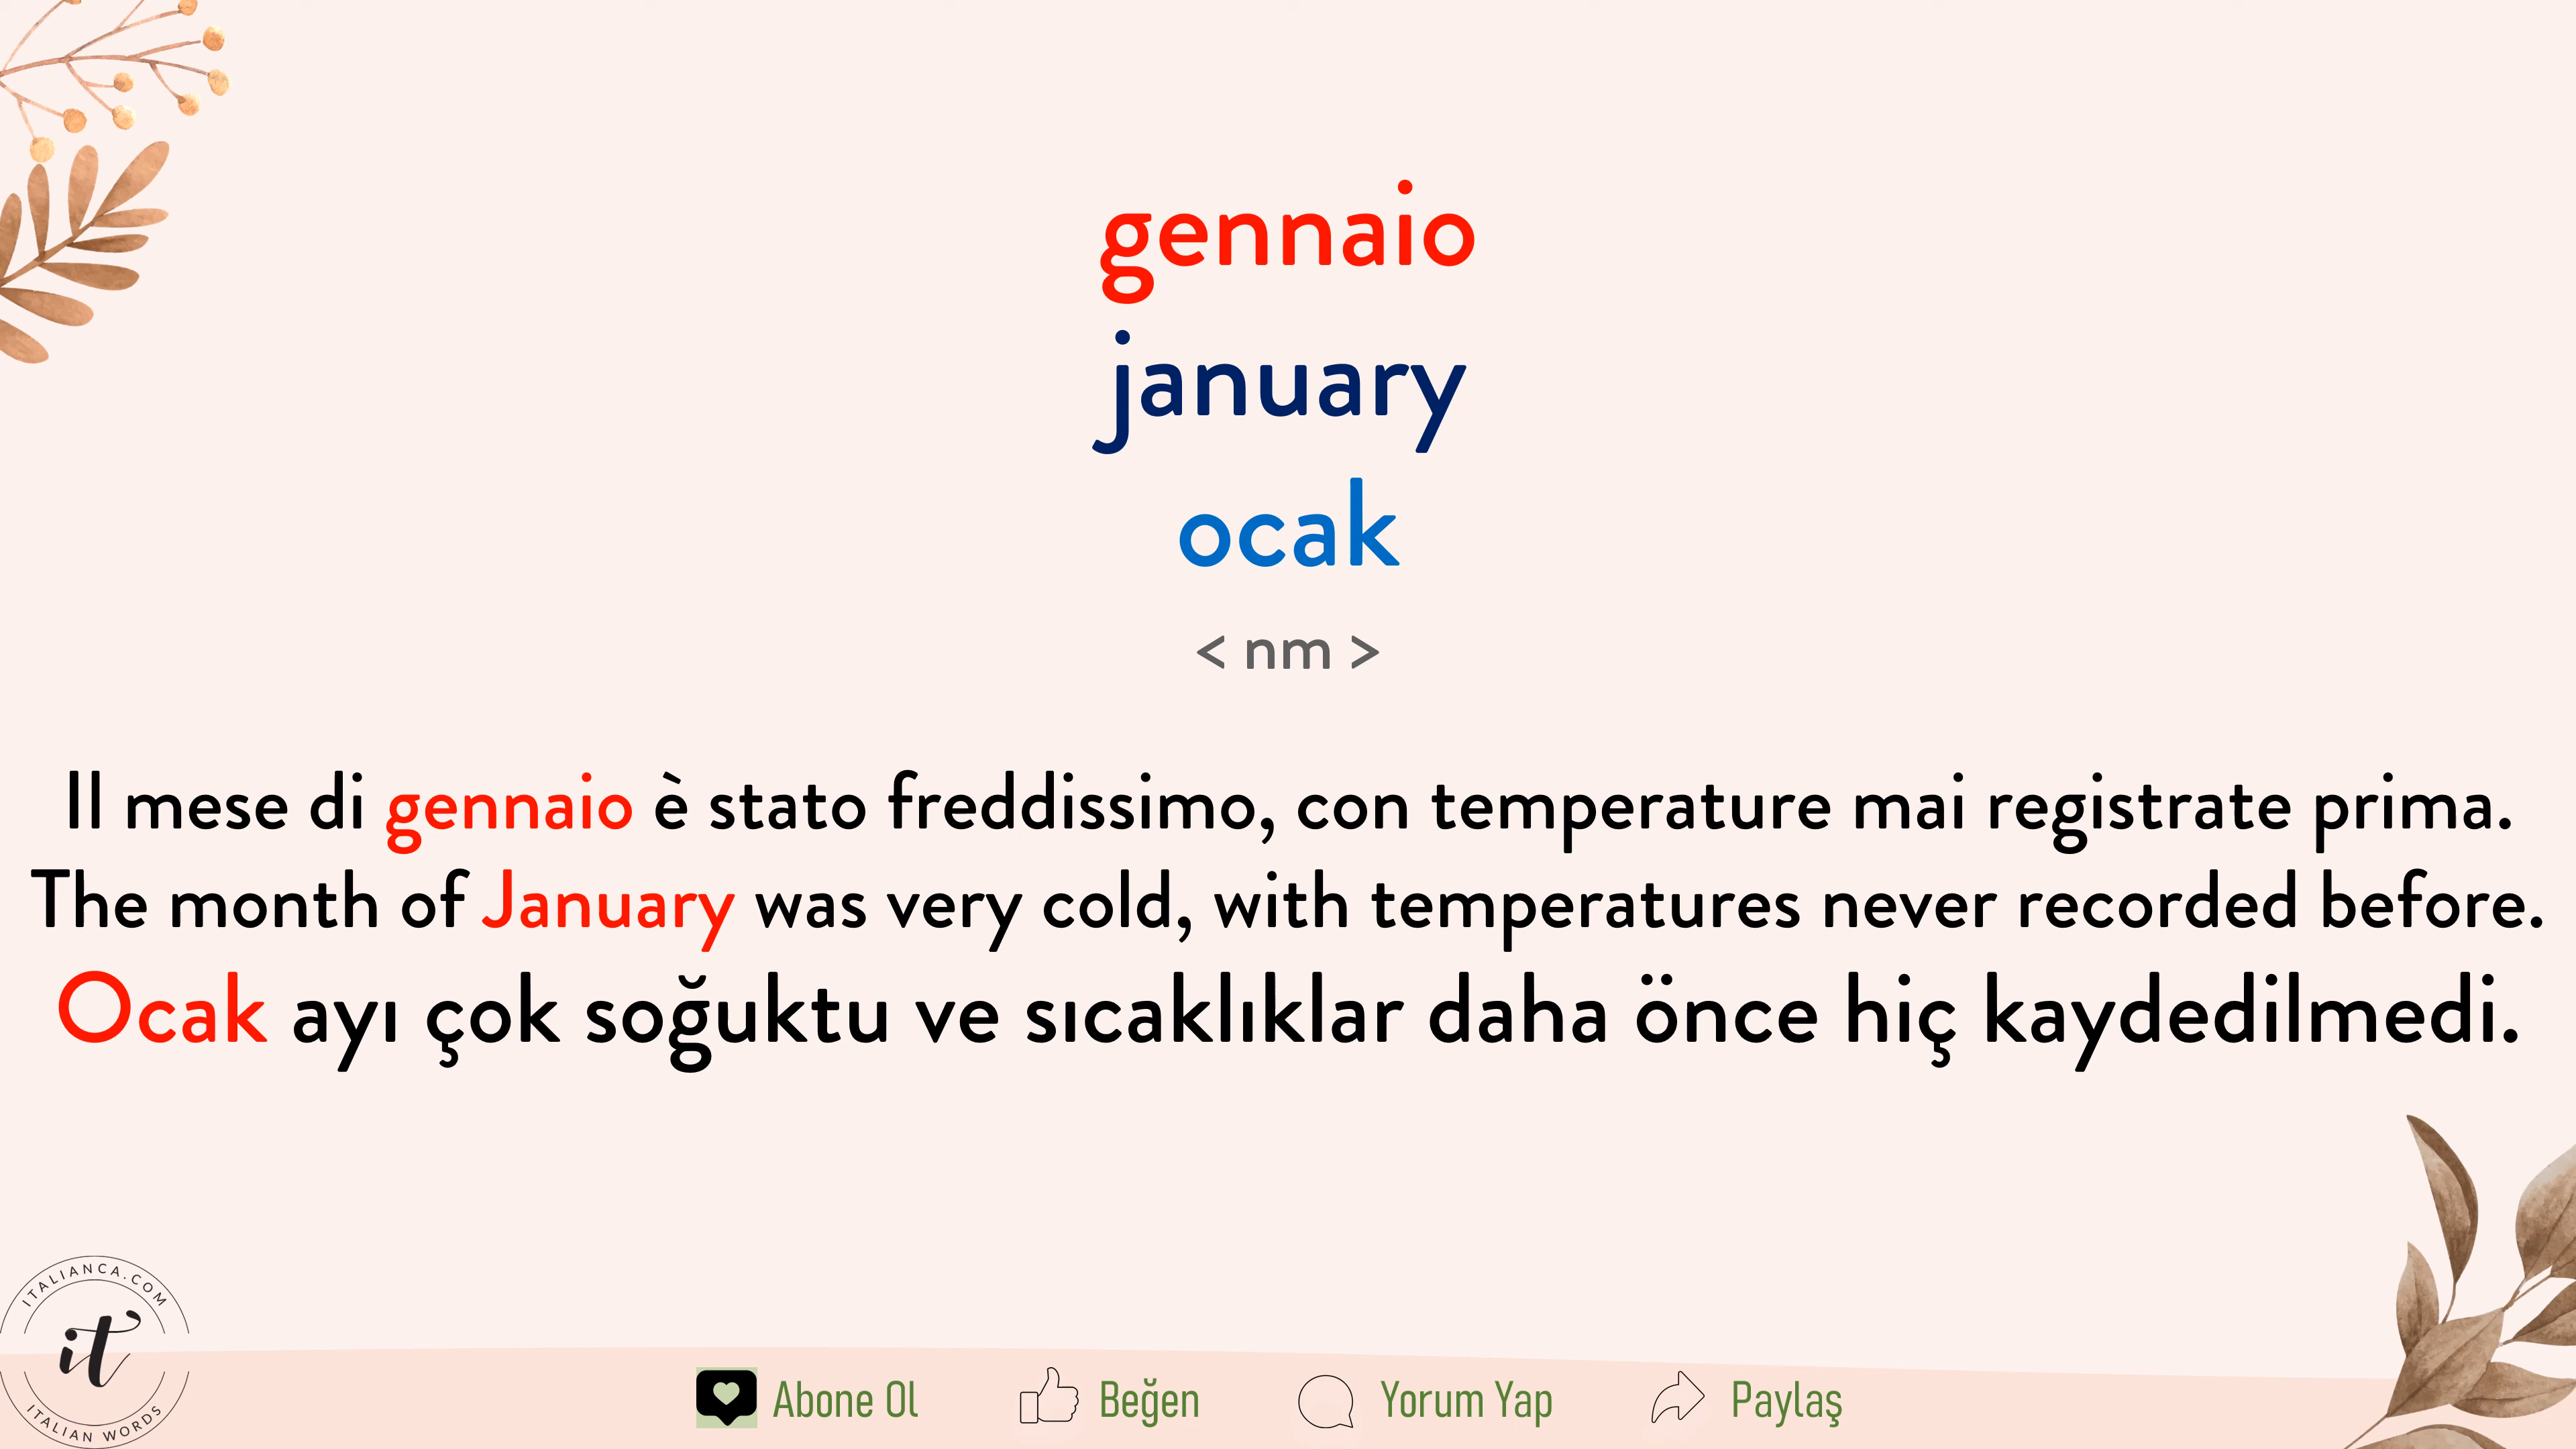 gennaio
january
ocak
< nm >
Il mese di gennaio è stato freddissimo, con temperature mai registrate prima.
The month of January was very cold, with temperatures never recorded before.
Ocak ayı çok soğuktu ve sıcaklıklar daha önce hiç kaydedilmedi.
ITALIANCA.COM
it
ITALIAN WORDS
Abone Ol
Beğen
Yorum Yap
Paylaş